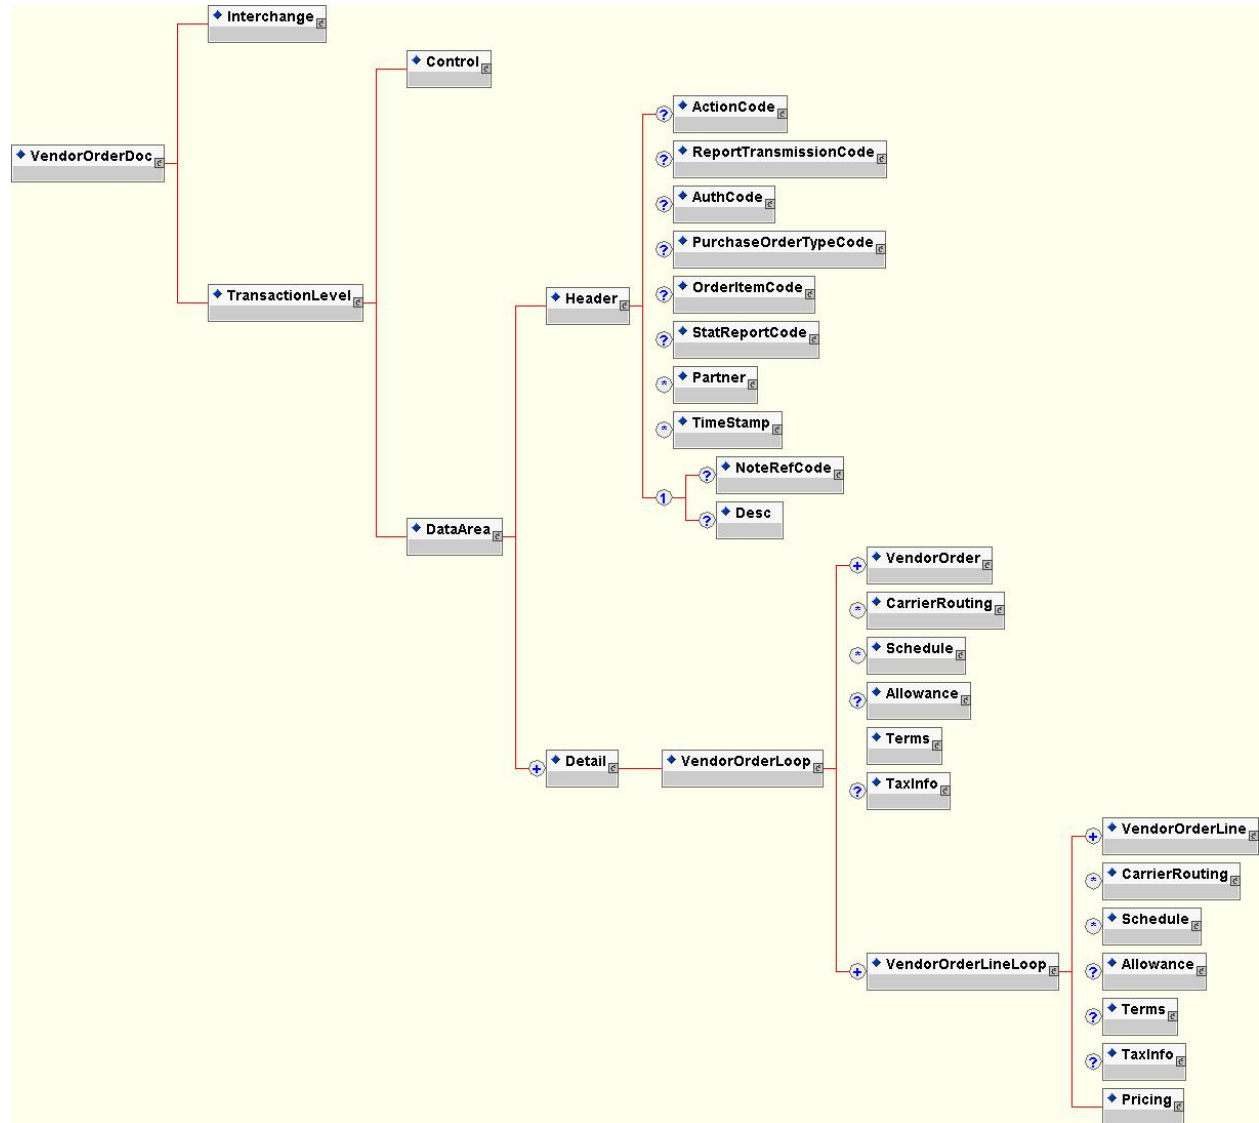 Interchange
Control
? ActionCode
VendorOrderDoc
? ReportTransmissionCode
? AuthCode
? PurchaseOrderTypeCode
TransactionLevel
Header
? OrderItemCode
? StatReportCode
* Partner
* TimeStamp
? NoteRefCode
1
? Desc
DataArea
+ VendorOrder
* CarrierRouting
* Schedule
? Allowance
Terms
+ Detail
VendorOrderLoop
? TaxInfo
+ VendorOrderLine
* CarrierRouting
* Schedule
+ VendorOrderLineLoop
? Allowance
? Terms
? TaxInfo
Pricing